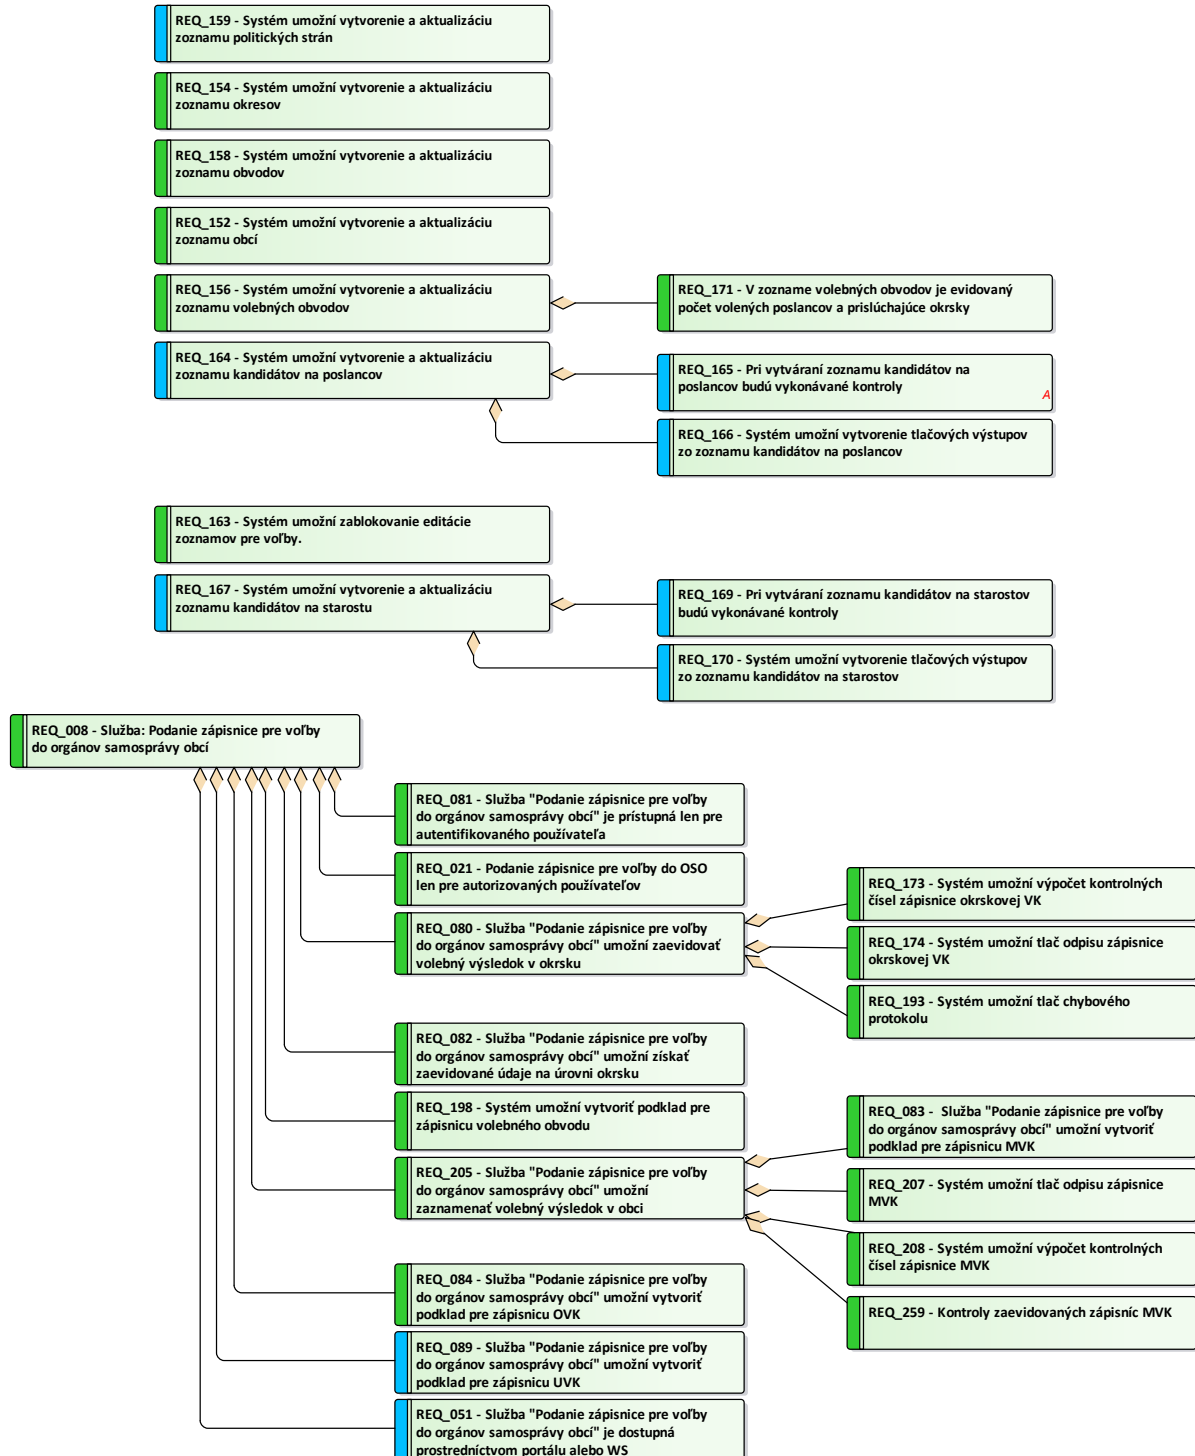 REQ_159 - Systém umožní vytvorenie a aktualizáciu
zoznamu politických strán
REQ_154 - Systém umožní vytvorenie a aktualizáciu
zoznamu okresov
REQ_158 - Systém umožní vytvorenie a aktualizáciu
zoznamu obvodov
REQ_152 - Systém umožní vytvorenie a aktualizáciu
zoznamu obcí
REQ_156 - Systém umožní vytvorenie a aktualizáciu
zoznamu volebných obvodov
REQ_171 - V zozname volebných obvodov je evidovaný
počet volených poslancov a prislúchajúce okrsky
REQ_164 - Systém umožní vytvorenie a aktualizáciu
zoznamu kandidátov na poslancov
REQ_165 - Pri vytváraní zoznamu kandidátov na
poslancov budú vykonávané kontroly
A
REQ_166 - Systém umožní vytvorenie tlačových výstupov
zo zoznamu kandidátov na poslancov
REQ_163 - Systém umožní zablokovanie editácie
zoznamov pre voľby.
REQ_167 - Systém umožní vytvorenie a aktualizáciu
zoznamu kandidátov na starostu
REQ_169 - Pri vytváraní zoznamu kandidátov na starostov
budú vykonávané kontroly
REQ_170 - Systém umožní vytvorenie tlačových výstupov
zo zoznamu kandidátov na starostov
REQ_008 - Služba: Podanie zápisnice pre voľby
do orgánov samosprávy obcí
REQ_081 - Služba "Podanie zápisnice pre voľby
do orgánov samosprávy obcí" je prístupná len pre
autentifikovaného používateľa
REQ_021 - Podanie zápisnice pre voľby do OSO
len pre autorizovaných používateľov
REQ_080 - Služba "Podanie zápisnice pre voľby
do orgánov samosprávy obcí" umožní zaevidovať
volebný výsledok v okrsku
REQ_173 - Systém umožní výpočet kontrolných
čísel zápisnice okrskovej VK
REQ_174 - Systém umožní tlač odpisu zápisnice
okrskovej VK
REQ_193 - Systém umožní tlač chybového
protokolu
REQ_082 - Služba "Podanie zápisnice pre voľby
do orgánov samosprávy obcí" umožní získať
zaevidované údaje na úrovni okrsku
REQ_198 - Systém umožní vytvoriť podklad pre
zápisnicu volebného obvodu
REQ_205 - Služba "Podanie zápisnice pre voľby
do orgánov samosprávy obcí" umožní
zaznamenať volebný výsledok v obci
REQ_083 -  Služba "Podanie zápisnice pre voľby
do orgánov samosprávy obcí" umožní vytvoriť
podklad pre zápisnicu MVK
REQ_207 - Systém umožní tlač odpisu zápisnice
MVK
REQ_208 - Systém umožní výpočet kontrolných
čísel zápisnice MVK
REQ_259 - Kontroly zaevidovaných zápisníc MVK
REQ_084 - Služba "Podanie zápisnice pre voľby
do orgánov samosprávy obcí" umožní vytvoriť
podklad pre zápisnicu OVK
REQ_089 - Služba "Podanie zápisnice pre voľby
do orgánov samosprávy obcí" umožní vytvoriť
podklad pre zápisnicu UVK
REQ_051 - Služba "Podanie zápisnice pre voľby
do orgánov samosprávy obcí" je dostupná
prostredníctvom portálu alebo WS